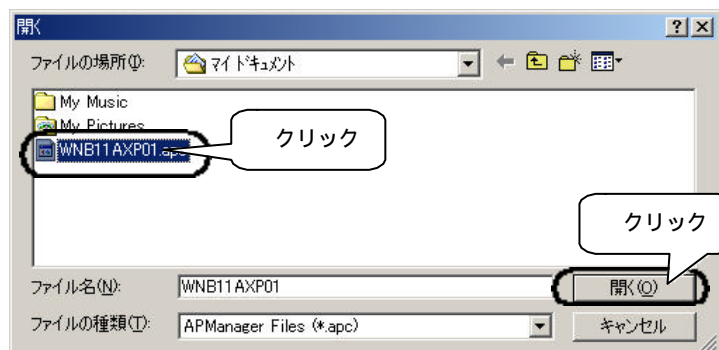 開く
ファイルの場所(I):
マイ ドキュメント
My Music
My Pictures
WNB11AXP01.apc
クリック
クリック
ファイル名(N):
WNB11AXP01
開く(O)
ファイルの種類(T):
APManager Files (*.apc)
キャンセル